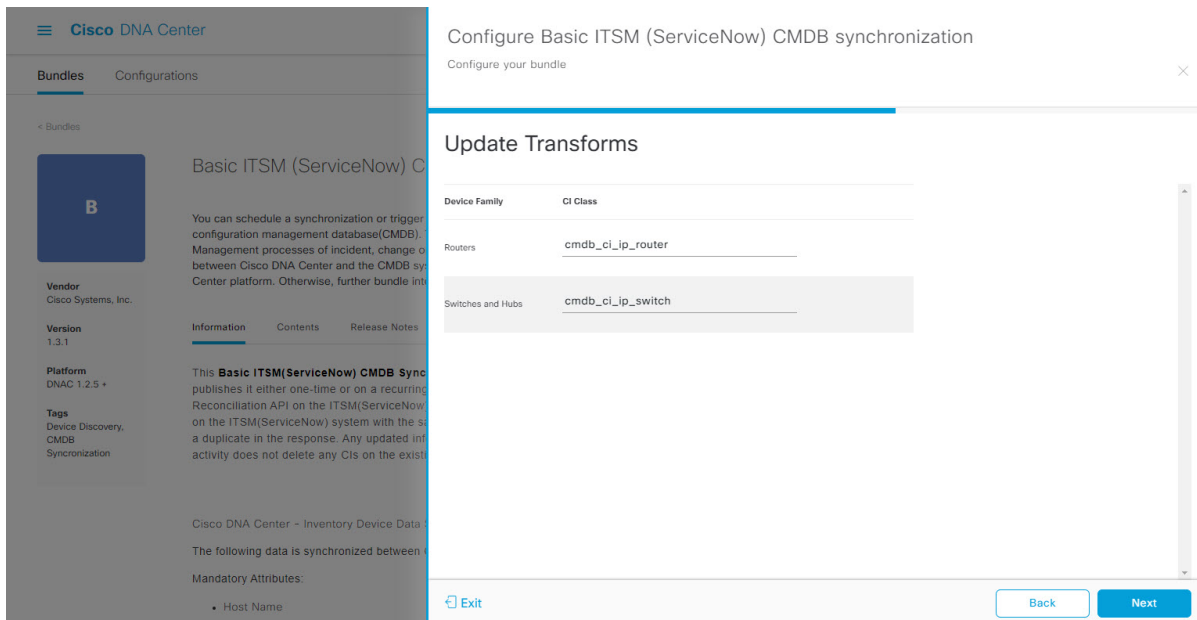 Cisco DNA Center
Bundles Configurations
< Bundles
B
Vendor
Cisco Systems, Inc.
Version
1.3.1
Platform
DNAC 1.2.5 +
Tags
Device Discovery,
CMDB
Syncronization
Basic ITSM (ServiceNow) C
You can schedule a synchronization or trigger
configuration management database(CMDB).
Management processes of incident, change o
between Cisco DNA Center and the CMDB sy
Center platform. Otherwise, further bundle int
Information Contents Release Notes
This Basic ITSM(ServiceNow) CMDB Sync
publishes it either one-time or on a recurring
Reconciliation API on the ITSM(ServiceNow
on the ITSM(ServiceNow) system with the sa
a duplicate in the response. Any updated inf
activity does not delete any CIs on the existi
Cisco DNA Center - Inventory Device Data
The following data is synchronized between
Mandatory Attributes:
• Host Name
Configure Basic ITSM (ServiceNow) CMDB synchronization
Configure your bundle
Update Transforms
Device Family CI Class
Routers cmdb_ci_ip_router
Switches and Hubs cmdb_ci_ip_switch
Exit Back Next